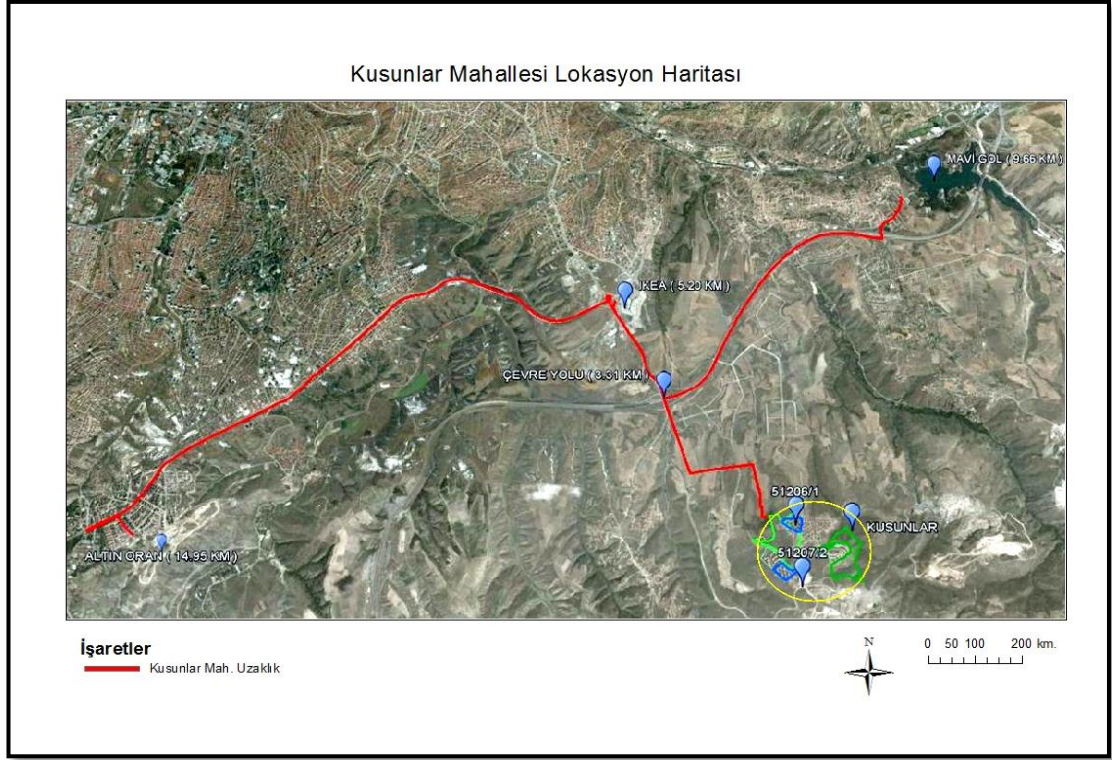 Kusunlar Mahallesi Lokasyon Haritası
MAVİ GÖL ( 9.66 KM )
IKEA ( 5.20 KM )
ÇEVRE YOLU ( 3.31 KM )
51206/1
KUSUNLAR
51207/2
ALTIN ORAN ( 14.95 KM )
İşaretler
Kusunlar Mah. Uzaklık
N
0 50 100 200 km.